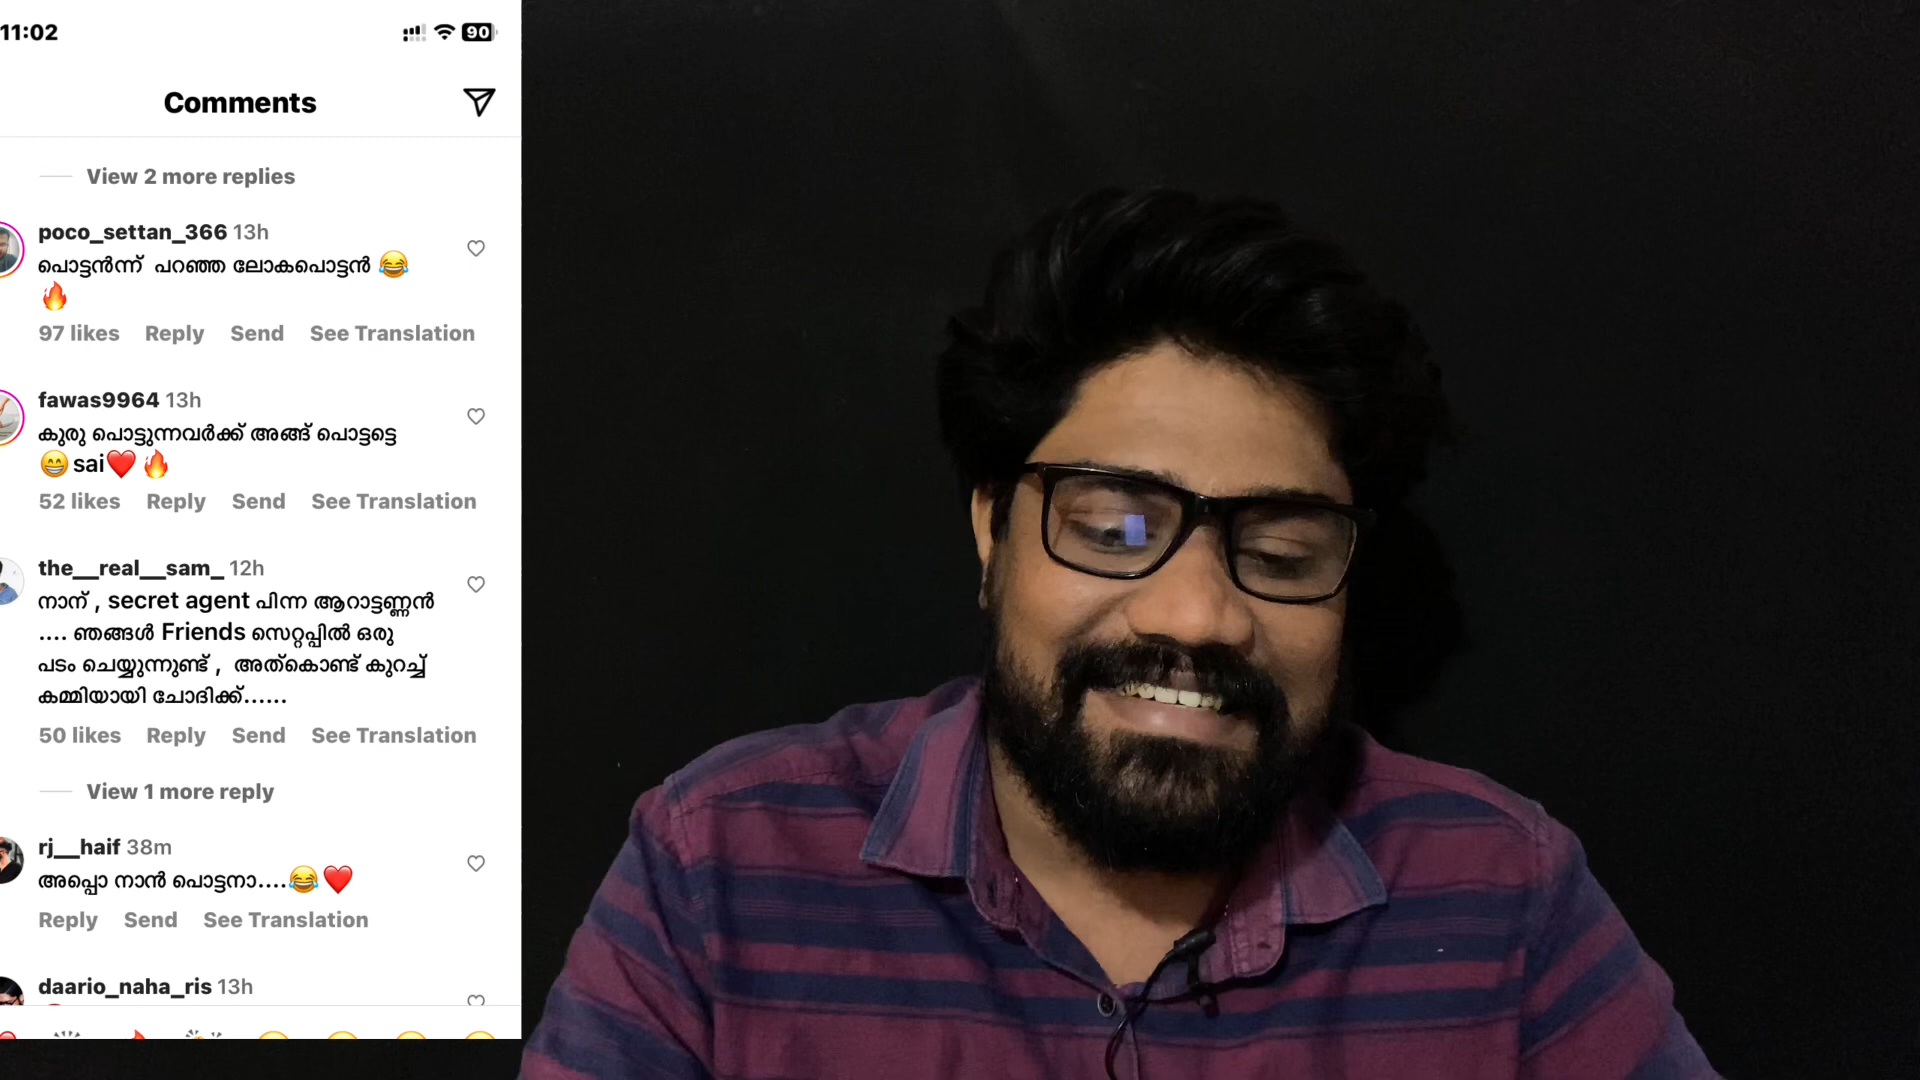 11:02
90
Comments
View 2 more replies
poco_settan_366 13h
പൊട്ടൻന്ന് പറഞ്ഞ ലോകപൊട്ടൻ 😂
🔥
97 likes Reply Send See Translation
fawas9964 13h
കുരു പൊട്ടുന്നവർക്ക് അങ്ങ് പൊട്ടട്ടെ
😁sai❤️🔥
52 likes Reply Send See Translation
the__real__sam_ 12h
നാന് , secret agent പിന്ന ആറാട്ടണ്ണൻ
.... ഞങ്ങൾ Friends സെറ്റപ്പിൽ ഒരു
പടം ചെയ്യുന്നുണ്ട് , അത്കൊണ്ട് കുറച്ച്
കമ്മിയായി ചോദിക്ക്......
50 likes Reply Send See Translation
View 1 more reply
rj__haif 38m
അപ്പൊ നാൻ പൊട്ടനാ....😂❤️
Reply Send See Translation
daario_naha_ris 13h